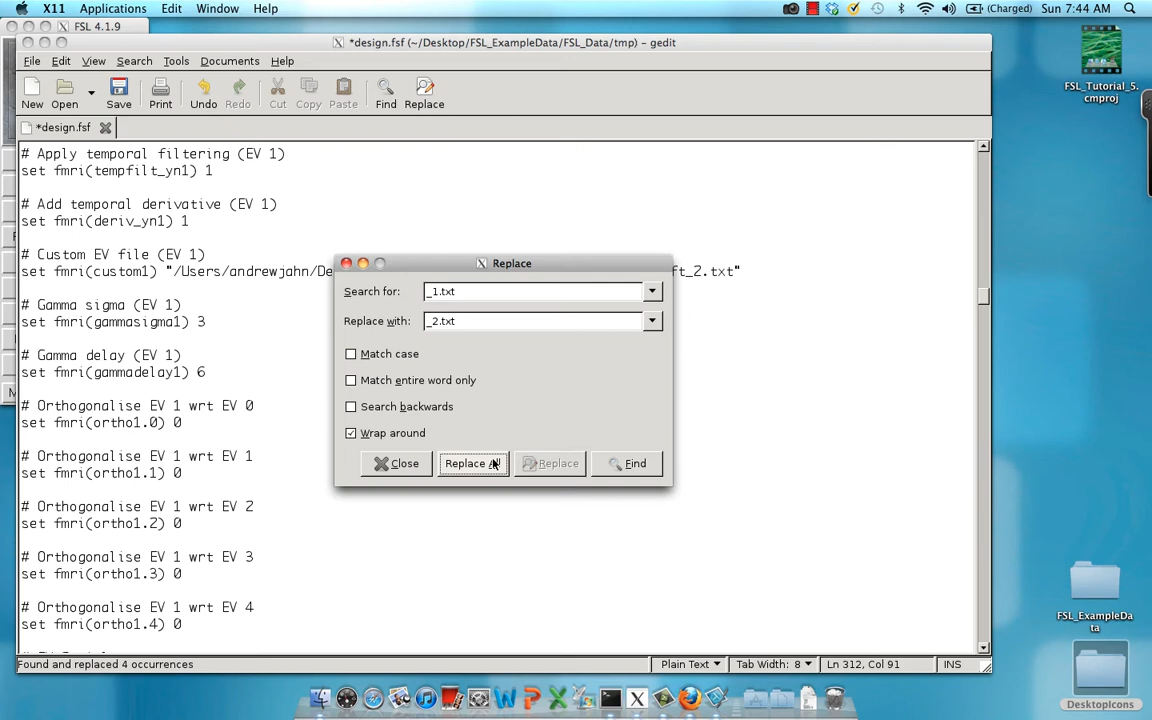 X11 Applications Edit Window Help (Charged) Sun 7:44 AM
X FSL 4.1.9
X *design.fsf (~/Desktop/FSL_ExampleData/FSL_Data/tmp) – gedit
File Edit View Search Tools Documents Help
New Open Save Print Undo Redo Cut Copy Paste Find Replace
*design.fsf
# Apply temporal filtering (EV 1)
set fmri(tempfilt_yn1) 1
# Add temporal derivative (EV 1)
set fmri(deriv_yn1) 1
# Custom EV file (EV 1)
set fmri(custom1) "/Users/andrewjahn/De ft_2.txt"
# Gamma sigma (EV 1)
set fmri(gammasigma1) 3
# Gamma delay (EV 1)
set fmri(gammadelay1) 6
# Orthogonalise EV 1 wrt EV 0
set fmri(ortho1.0) 0
# Orthogonalise EV 1 wrt EV 1
set fmri(ortho1.1) 0
# Orthogonalise EV 1 wrt EV 2
set fmri(ortho1.2) 0
# Orthogonalise EV 1 wrt EV 3
set fmri(ortho1.3) 0
# Orthogonalise EV 1 wrt EV 4
set fmri(ortho1.4) 0
X Replace
Search for: _1.txt
Replace with: _2.txt
Match case
Match entire word only
Search backwards
Wrap around
Close Replace All Replace Find
Found and replaced 4 occurrences Plain Text Tab Width: 8 Ln 312, Col 91 INS
FSL_Tutorial_5.
cmproj
FSL_ExampleDa
ta
DesktopIcons